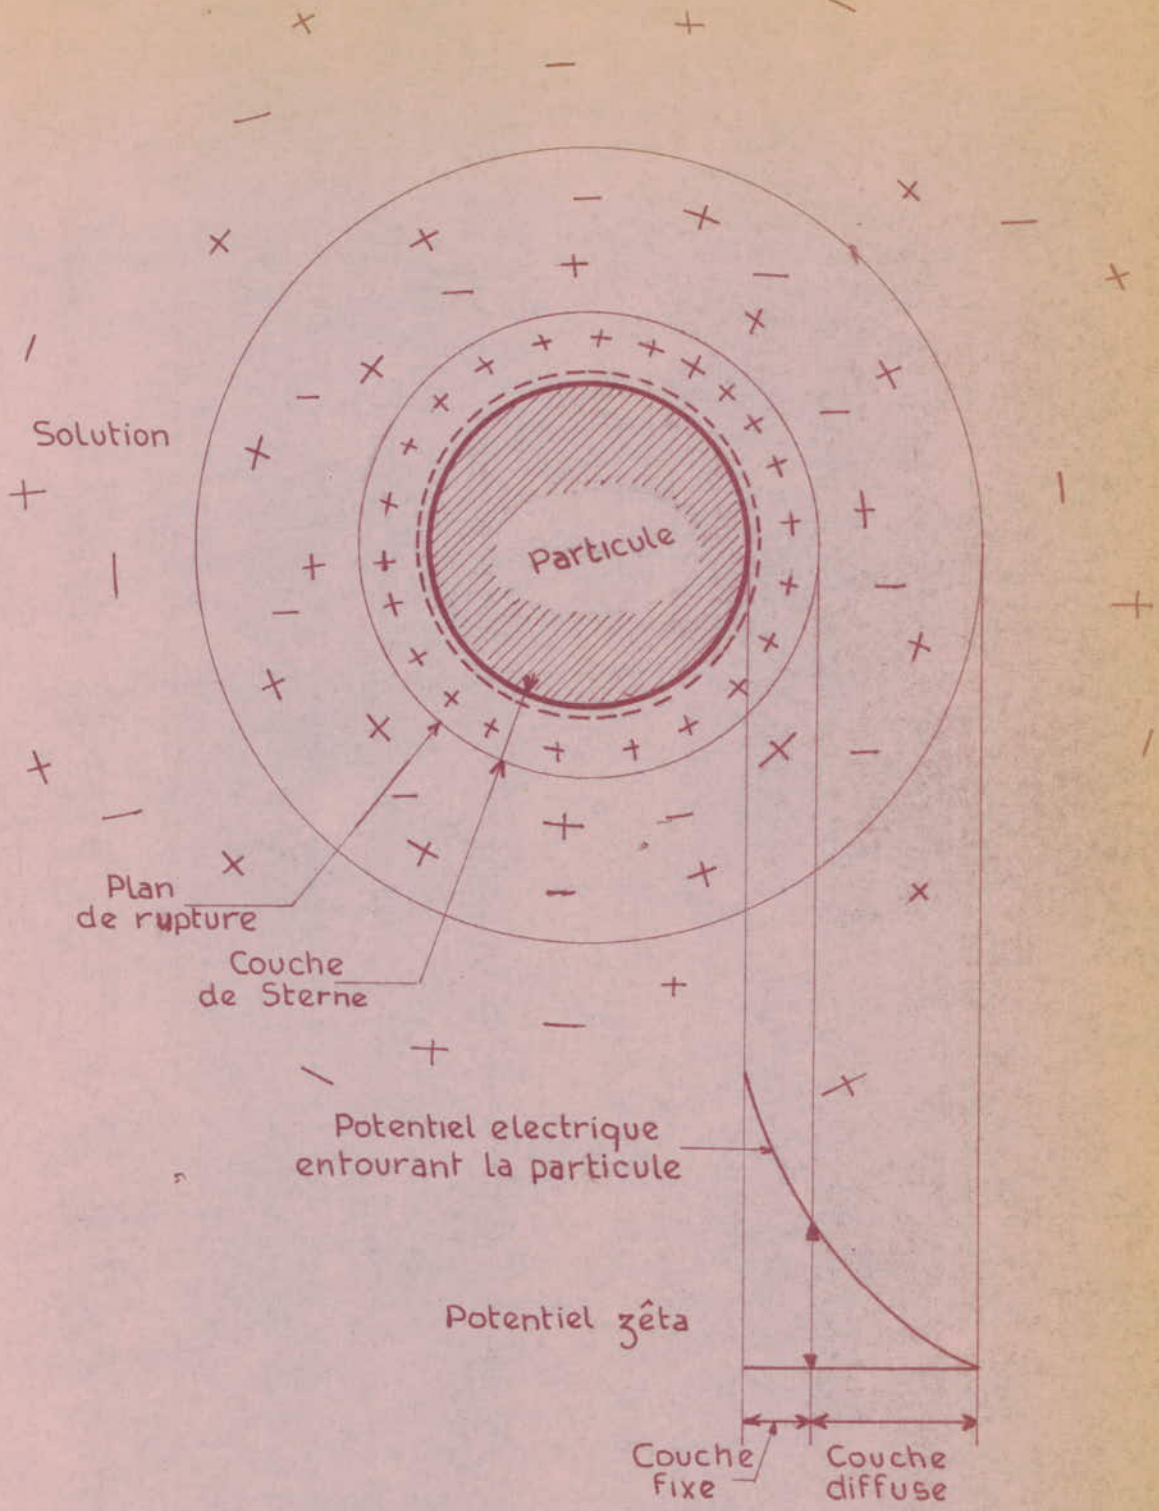 Solution
Particule
Plan
de rupture
Couche
de Sterne
Potentiel electrique
entourant la particule
Potentiel zêta
Couche
fixe
Couche
diffuse